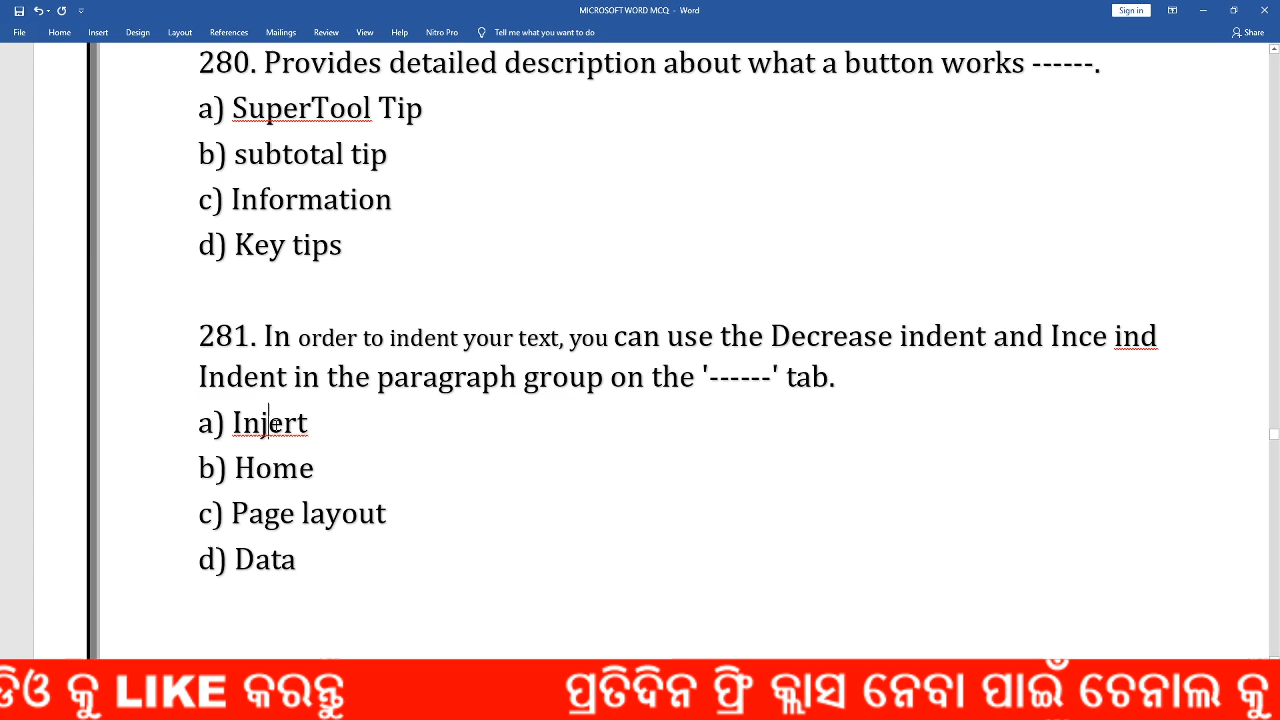 MICROSOFT WORD MCQ - Word
Sign in
File Home Insert Design Layout References Mailings Review View Help Nitro Pro Tell me what you want to do Share
280. Provides detailed description about what a button works ------.
a) SuperTool Tip
b) subtotal tip
c) Information
d) Key tips
281. In order to indent your text, you can use the Decrease indent and Ince ind
Indent in the paragraph group on the '------' tab.
a) Injert
b) Home
c) Page layout
d) Data
ଡିଓ କୁ LIKE କରନ୍ତୁ ପ୍ରତିଦିନ ଫ୍ରି କ୍ଲାସ ନେବା ପାଇଁ ଚେନାଲ କୁ